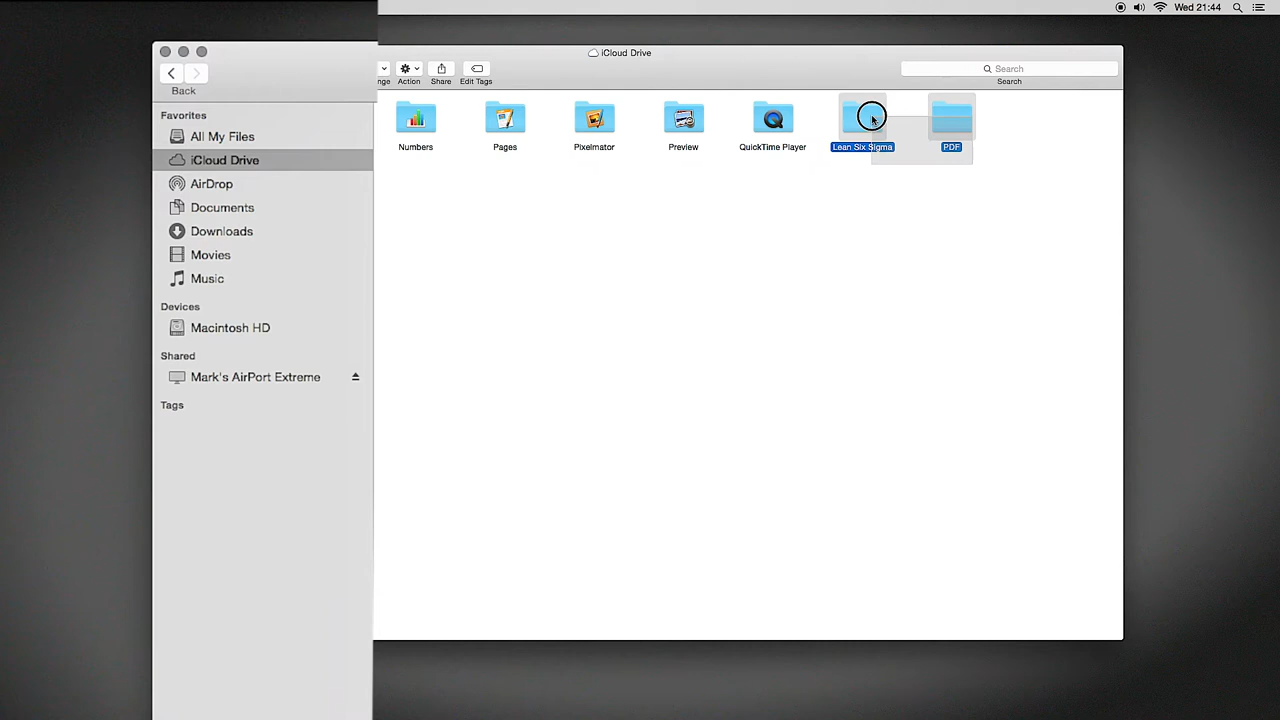 Wed 21:44
iCloud Drive
Back
nge
Action
Share
Edit Tags
Search
Search
Favorites
All My Files
iCloud Drive
AirDrop
Documents
Downloads
Movies
Music
Devices
Macintosh HD
Shared
Mark's AirPort Extreme
Tags
Numbers
Pages
Pixelmator
Preview
QuickTime Player
Lean Six Sigma
PDF